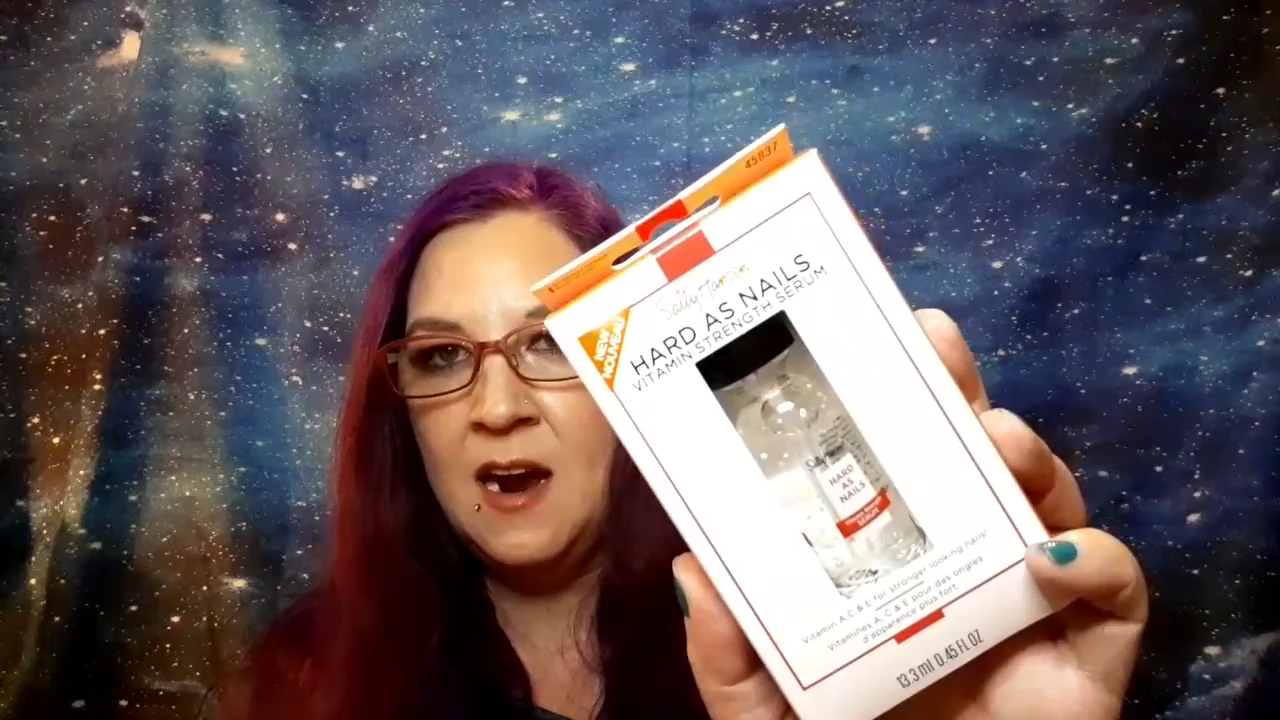 45837
Sally Hansen
HARD AS NAILS
VITAMIN STRENGTH SERUM
NEW
NOUVEAU
HARD
AS
NAILS
SERUM
Vitamin A, C & E for stronger looking nails!
Vitamines A, C & E pour des ongles
d'apparence plus fort
13.3 ml 0.45 FL OZ